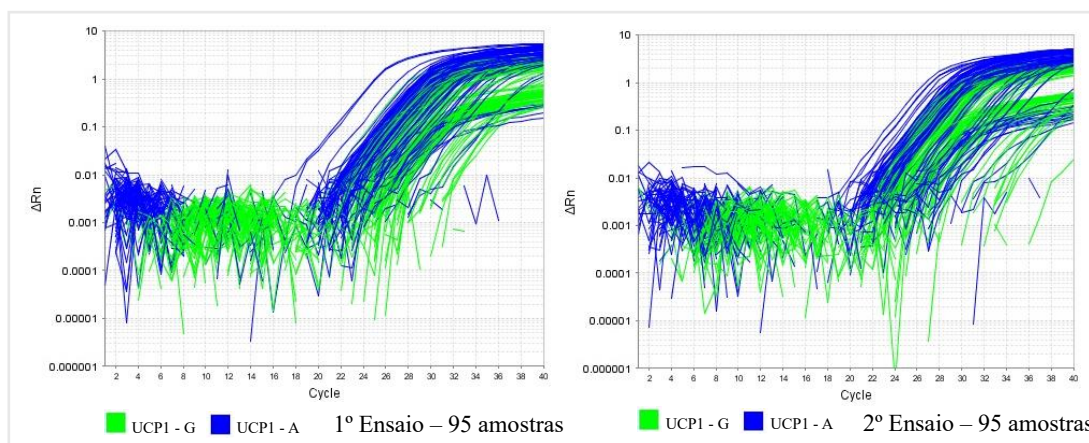 10
1
0.1
0.01
0.001
0.0001
0.00001
0.000001
ΔRn
2 4 6 8 10 12 14 16 18 20 22 24 26 28 30 32 34 36 38 40
Cycle
UCP1 - G UCP1 - A 1º Ensaio – 95 amostras
10
1
0.1
0.01
0.001
0.0001
0.00001
0.000001
ΔRn
2 4 6 8 10 12 14 16 18 20 22 24 26 28 30 32 34 36 38 40
Cycle
UCP1 - G UCP1 - A 2º Ensaio – 95 amostras